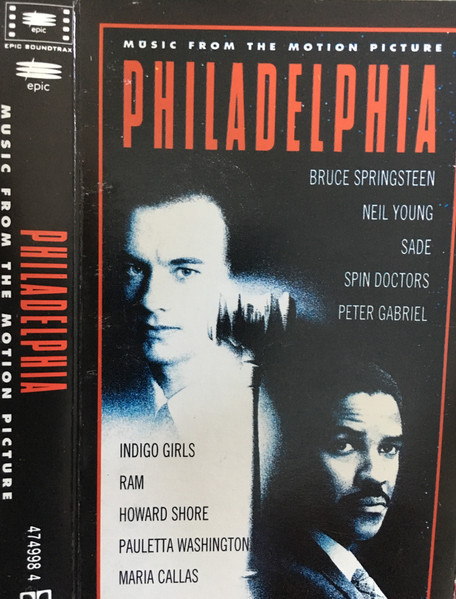 epic
EPIC SOUNDTRAX
epic
MUSIC FROM THE MOTION PICTURE
PHILADELPHIA
474998 4
MUSIC FROM THE MOTION PICTURE
PHILADELPHIA
BRUCE SPRINGSTEEN
NEIL YOUNG
SADE
SPIN DOCTORS
PETER GABRIEL
INDIGO GIRLS
RAM
HOWARD SHORE
PAULETTA WASHINGTON
MARIA CALLAS